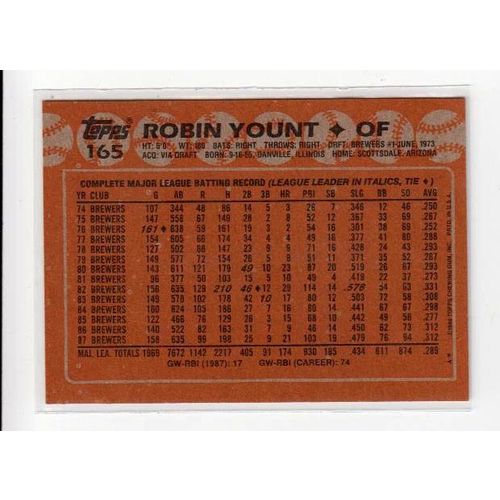 Topps
165
ROBIN YOUNT ✦ OF
WT: 180 BATS: RIGHT THROWS: RIGHT DRFT: BREWERS #1-JUNE, 1973
ACQ: VIA DRAFT BORN: 9-16-55, DANVILLE, ILLINOIS HOME: SCOTTSDALE, ARIZONA
COMPLETE MAJOR LEAGUE BATTING RECORD (LEAGUE LEADER IN ITALICS, TIE ♦)
YR CLUB G AB R H 2B 3B HR RBI SB SLG BB SO AVG
74 BREWERS 107 344 48 86 14 5 3 26 7 .346 12 46 .250
75 BREWERS 147 558 67 149 28 2 8 52 12 .367 33 69 .267
76 BREWERS 161♦ 638 59 161 19 3 2 54 16 .301 38 69 .252
77 BREWERS 154 605 66 174 34 4 4 49 16 .377 41 80 .288
78 BREWERS 127 502 66 147 23 9 9 71 16 .428 24 43 .293
79 BREWERS 149 577 72 154 26 5 8 51 11 .371 35 52 .267
80 BREWERS 143 611 121 179 49 10 23 87 20 .519 26 67 .293
81 BREWERS 96 377 50 103 15 5 10 49 4 .419 22 37 .273
82 BREWERS 156 635 129 210 46♦ 12 29 114 14 .578 54 63 .331
83 BREWERS 149 578 102 178 42 10 17 80 12 .503 72 58 .308
84 BREWERS 160 624 105 186 27 7 16 80 14 .441 67 67 .298
85 BREWERS 122 466 76 129 26 3 15 68 10 .442 49 56 .277
86 BREWERS 140 522 82 163 31 7 9 46 14 .450 62 73 .312
87 BREWERS 158 635 99 198 25 9 21 103 19 .479 76 94 .312
MAJ. LEA. TOTALS 1969 7672 1142 2217 405 91 174 930 185 .434 611 874 .289
GW-RBI (1987): 17 GW-RBI (CAREER): 74